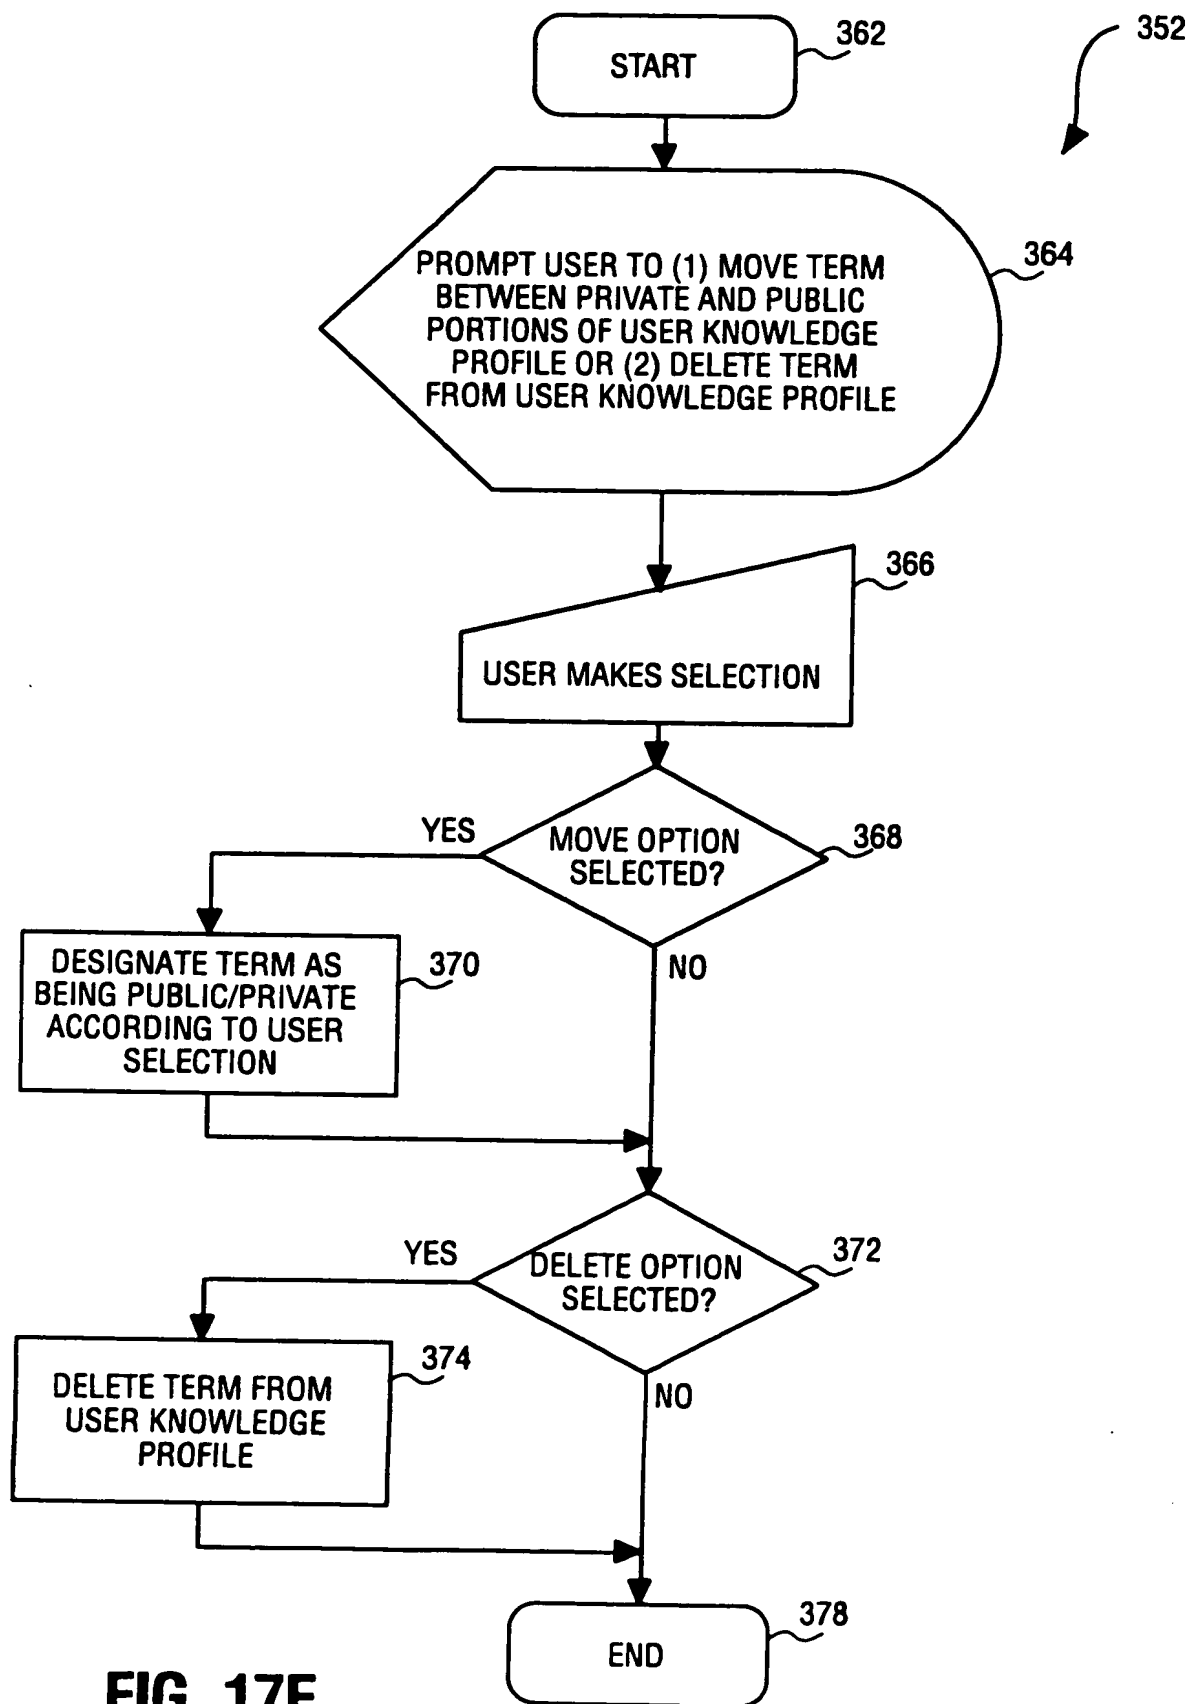 352
START
362
PROMPT USER TO (1) MOVE TERM
BETWEEN PRIVATE AND PUBLIC
PORTIONS OF USER KNOWLEDGE
PROFILE OR (2) DELETE TERM
FROM USER KNOWLEDGE PROFILE
364
USER MAKES SELECTION
366
MOVE OPTION
SELECTED?
368
YES
NO
DESIGNATE TERM AS
BEING PUBLIC/PRIVATE
ACCORDING TO USER
SELECTION
370
DELETE OPTION
SELECTED?
372
YES
NO
DELETE TERM FROM
USER KNOWLEDGE
PROFILE
374
END
378
FIG. 17E